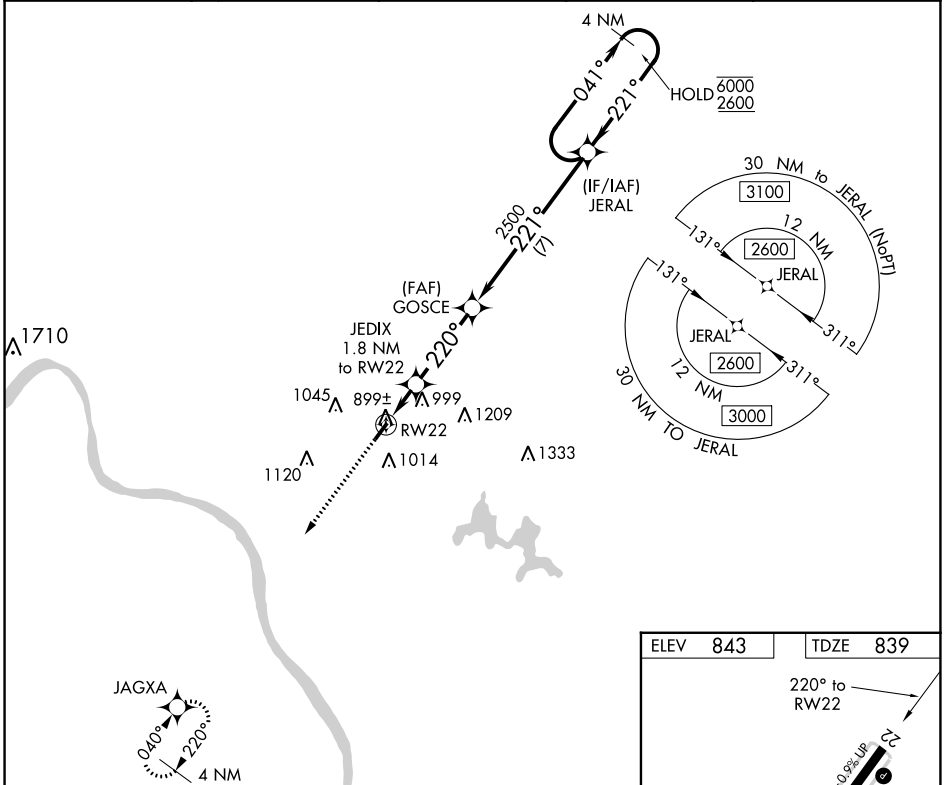 4 NM
041°
221°
HOLD 6000
2600
(IF/IAF)
JERAL
2500
221°
(7)
30 NM to JERAL (NoPT)
3100
12 NM
2600
131°
JERAL
311°
131°
JERAL
2600
311°
12 NM
3000
30 NM TO JERAL
(FAF)
GOSCE
220°
JEDIX
1.8 NM
to RW22
1710
1045
899±
999
1209
RW22
1120
1014
1333
JAGXA
040°
220°
4 NM
ELEV 843
TDZE 839
220° to
RW22
22
0.9% UP
P